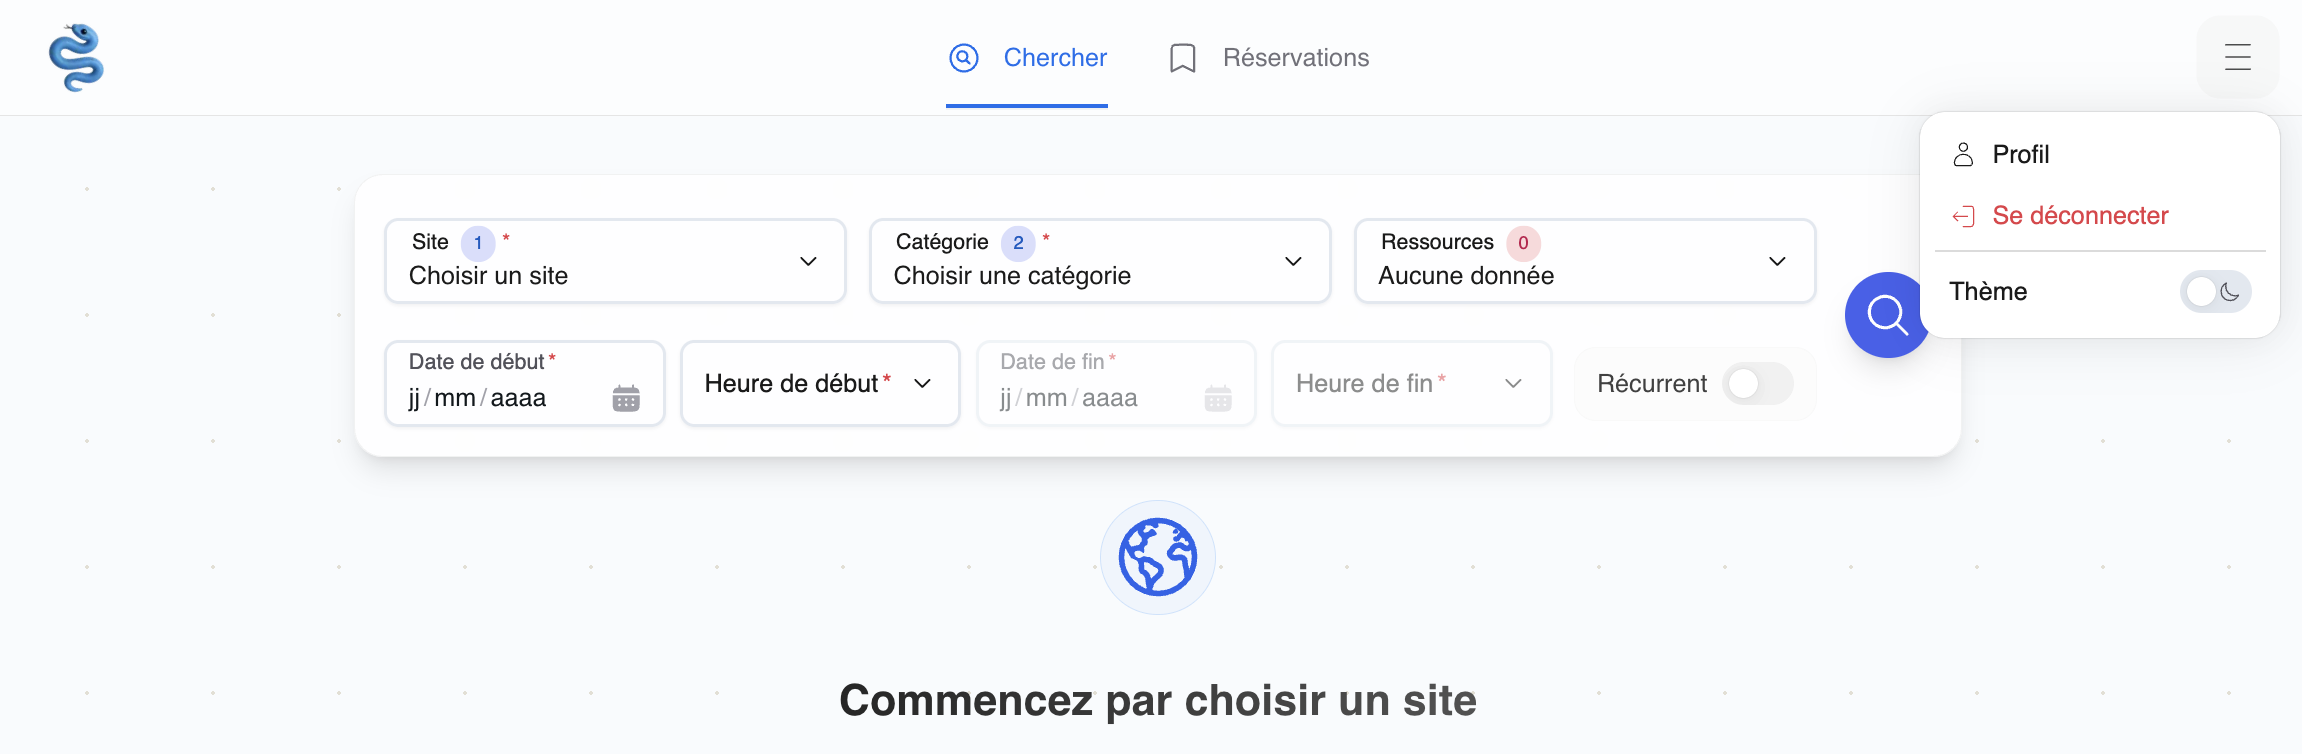 Chercher
Réservations
Profil
Se déconnecter
Thème
Site 1 *
Choisir un site
Catégorie 2 *
Choisir une catégorie
Ressources 0
Aucune donnée
Date de début *
jj/mm/aaaa
Heure de début *
Date de fin *
jj/mm/aaaa
Heure de fin *
Récurrent
Commencez par choisir un site